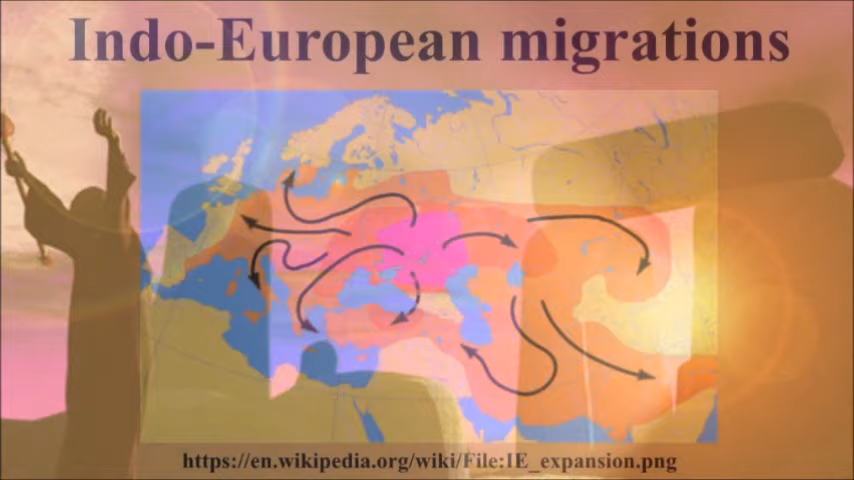 Indo-European migrations
https://en.wikipedia.org/wiki/File:IE_expansion.png